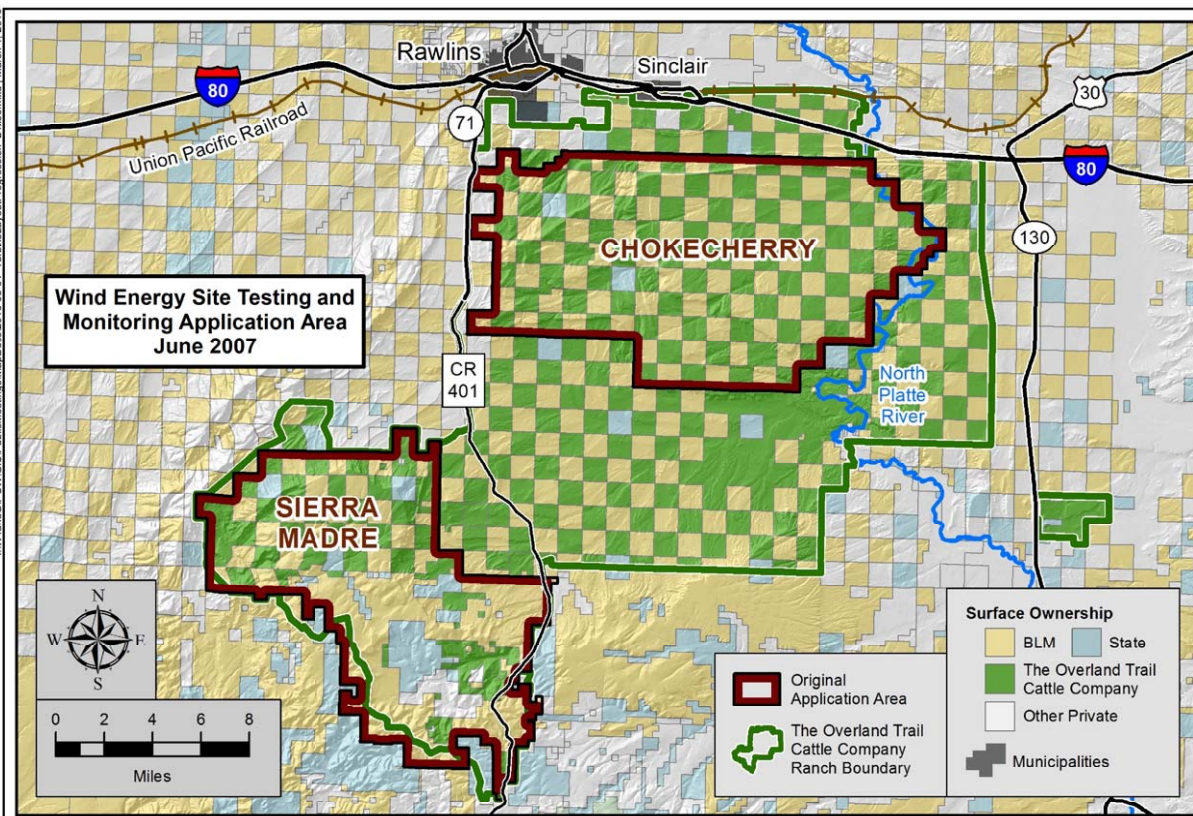 Rawlins
Sinclair
80
Union Pacific Railroad
71
30
80
130
CHOKECHERRY
Wind Energy Site Testing and
Monitoring Application Area
June 2007
CR
401
North
Platte
River
SIERRA
MADRE
N
W E
S
0 2 4 6 8
Miles
Original
Application Area
The Overland Trail
Cattle Company
Ranch Boundary
Surface Ownership
BLM State
The Overland Trail
Cattle Company
Other Private
Municipalities